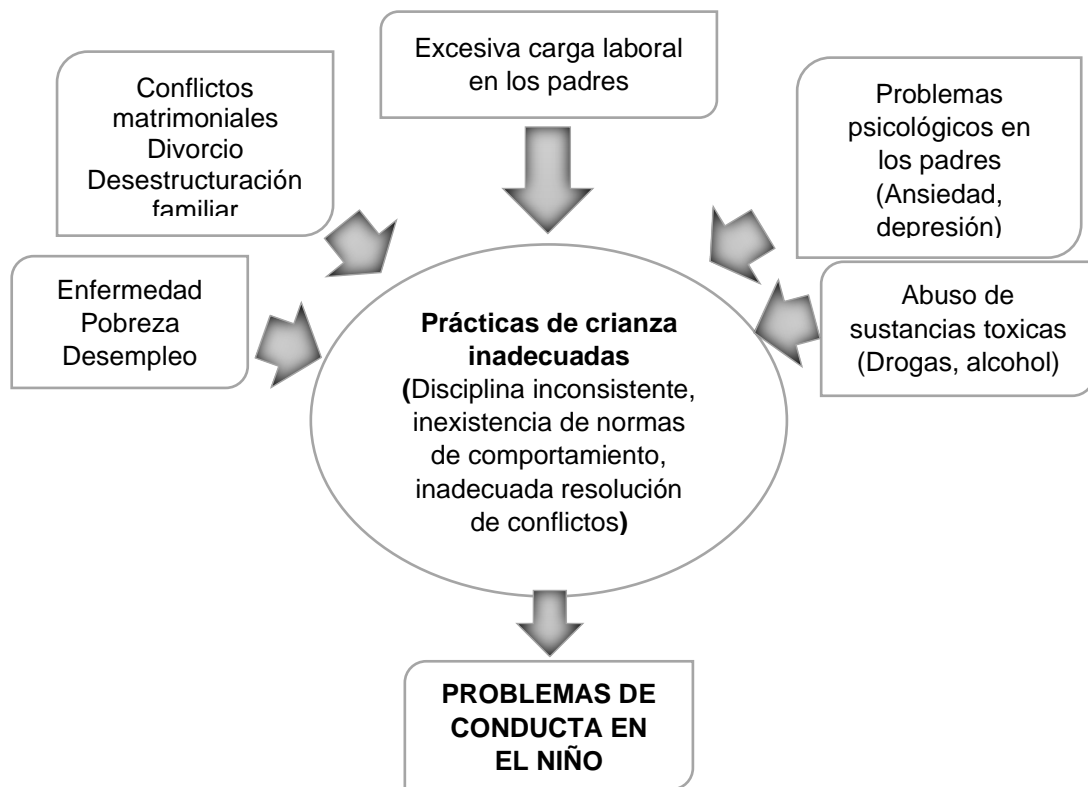 Excesiva carga laboral
en los padres
Conflictos
matrimoniales
Divorcio
Desestructuración
familiar
Problemas
psicológicos en
los padres
(Ansiedad,
depresión)
Enfermedad
Pobreza
Desempleo
Abuso de
sustancias toxicas
(Drogas, alcohol)
Prácticas de crianza
inadecuadas
(Disciplina inconsistente,
inexistencia de normas
de comportamiento,
inadecuada resolución
de conflictos)
PROBLEMAS DE
CONDUCTA EN
EL NIÑO